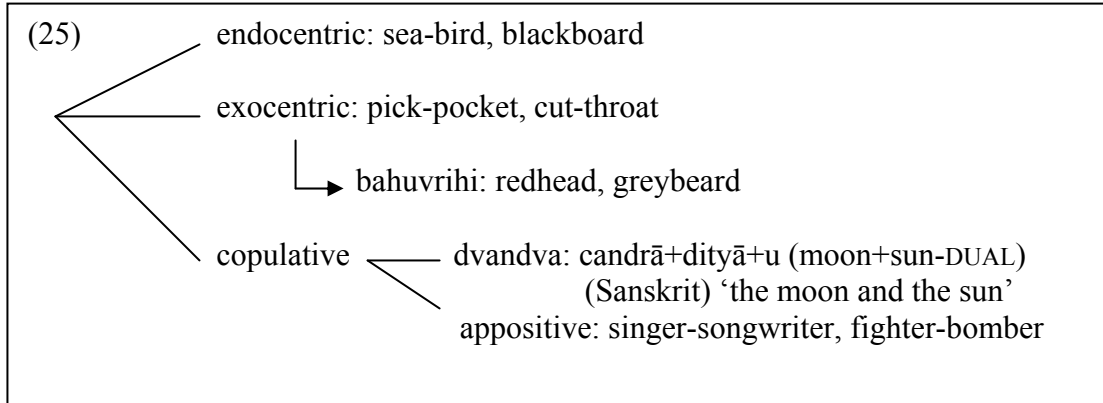 (25) endocentric: sea-bird, blackboard
exocentric: pick-pocket, cut-throat
bahuvrihi: redhead, greybeard
copulative dvandva: candrā+dityā+u (moon+sun-DUAL)
(Sanskrit) ‘the moon and the sun’
appositive: singer-songwriter, fighter-bomber